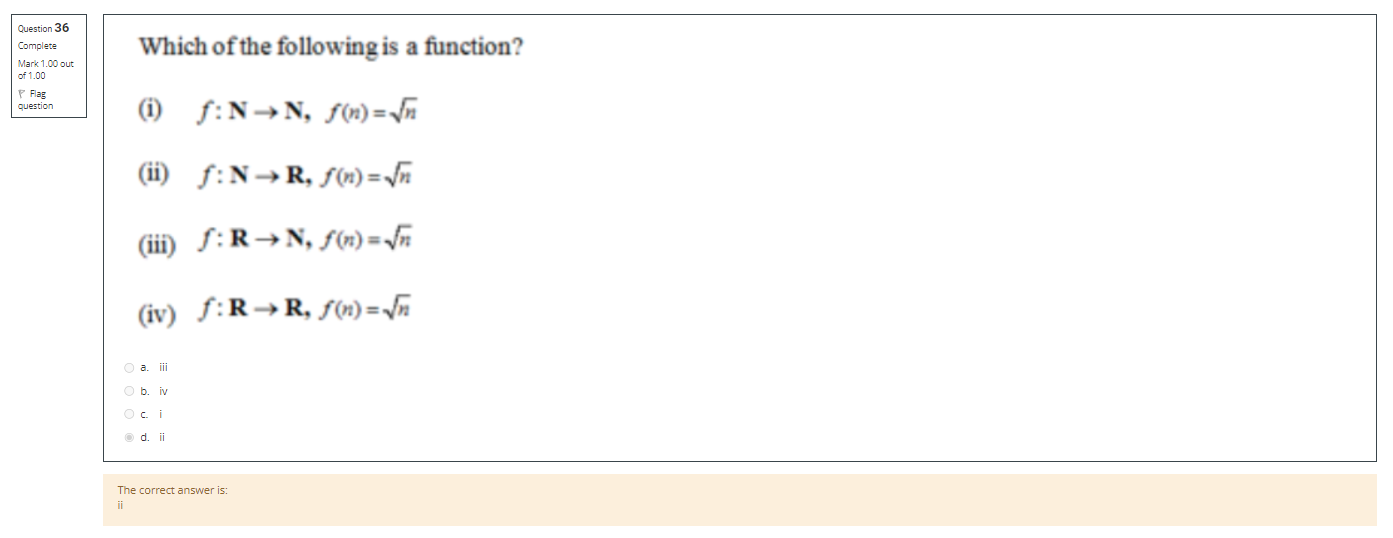 Question 36
Complete
Mark 1.00 out
of 1.00
Flag
question
Which of the following is a function?
(i) f : N → N, f(n) = √n
(ii) f : N → R, f(n) = √n
(iii) f : R → N, f(n) = √n
(iv) f : R → R, f(n) = √n
a. iii
b. iv
c. i
d. ii
The correct answer is:
ii